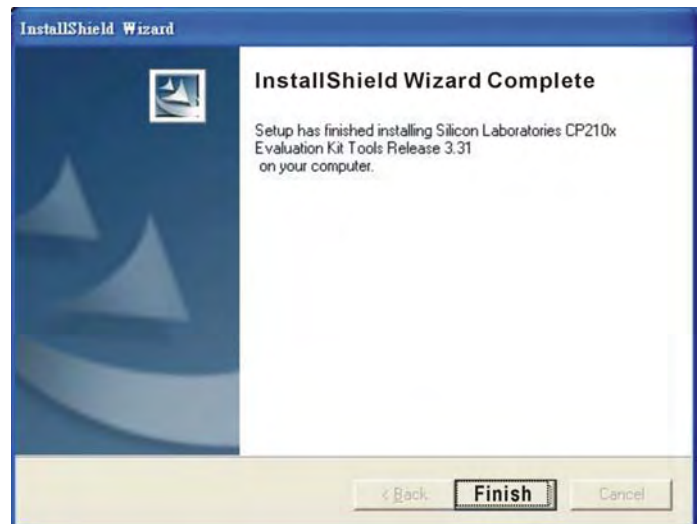 InstallShield Wizard
InstallShield Wizard Complete
Setup has finished installing Silicon Laboratories CP210x
Evaluation Kit Tools Release 3.31
on your computer.
< Back
Finish
Cancel